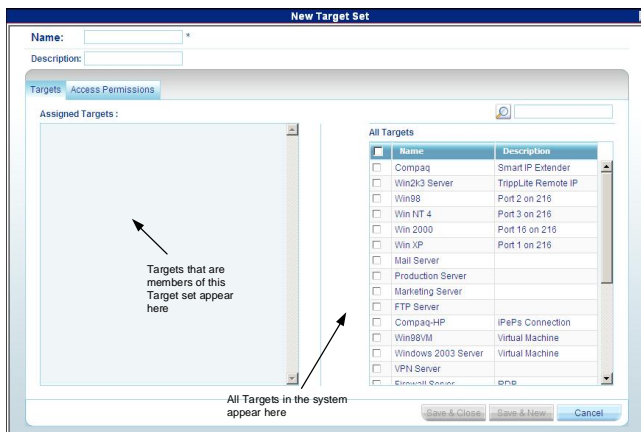 New Target Set
Name: *
Description:
Targets Access Permissions
Assigned Targets :
All Targets
Name Description
Compaq Smart IP Extender
Win2k3 Server TrippLite Remote IP
Win98 Port 2 on 216
Win NT 4 Port 3 on 216
Win 2000 Port 16 on 216
Win XP Port 1 on 216
Mail Server
Production Server
Marketing Server
FTP Server
Compaq-HP iPePs Connection
Win98VM Virtual Machine
Windows 2003 Server Virtual Machine
VPN Server
Firewall Server RDP
Targets that are
members of this
Target set appear
here
All Targets in the system
appear here
Save & Close Save & New Cancel